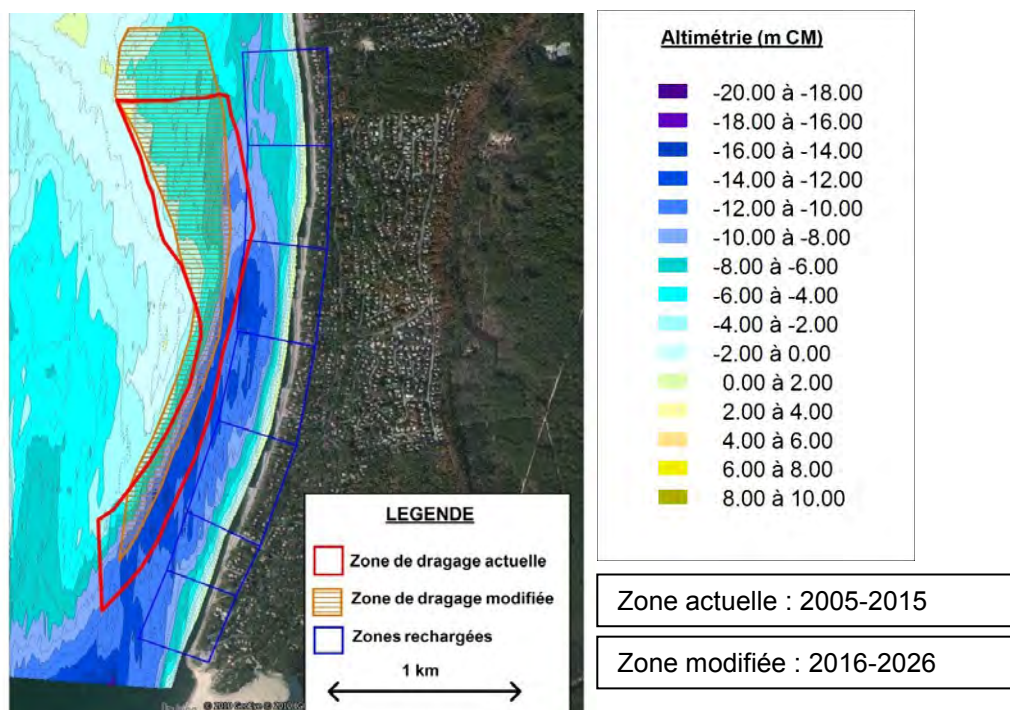 Altimétrie (m CM)
-20.00 à -18.00
-18.00 à -16.00
-16.00 à -14.00
-14.00 à -12.00
-12.00 à -10.00
-10.00 à -8.00
-8.00 à -6.00
-6.00 à -4.00
-4.00 à -2.00
-2.00 à 0.00
0.00 à 2.00
2.00 à 4.00
4.00 à 6.00
6.00 à 8.00
8.00 à 10.00
LEGENDE
Zone de dragage actuelle
Zone de dragage modifiée
Zones rechargées
1 km
Zone actuelle : 2005-2015
Zone modifiée : 2016-2026